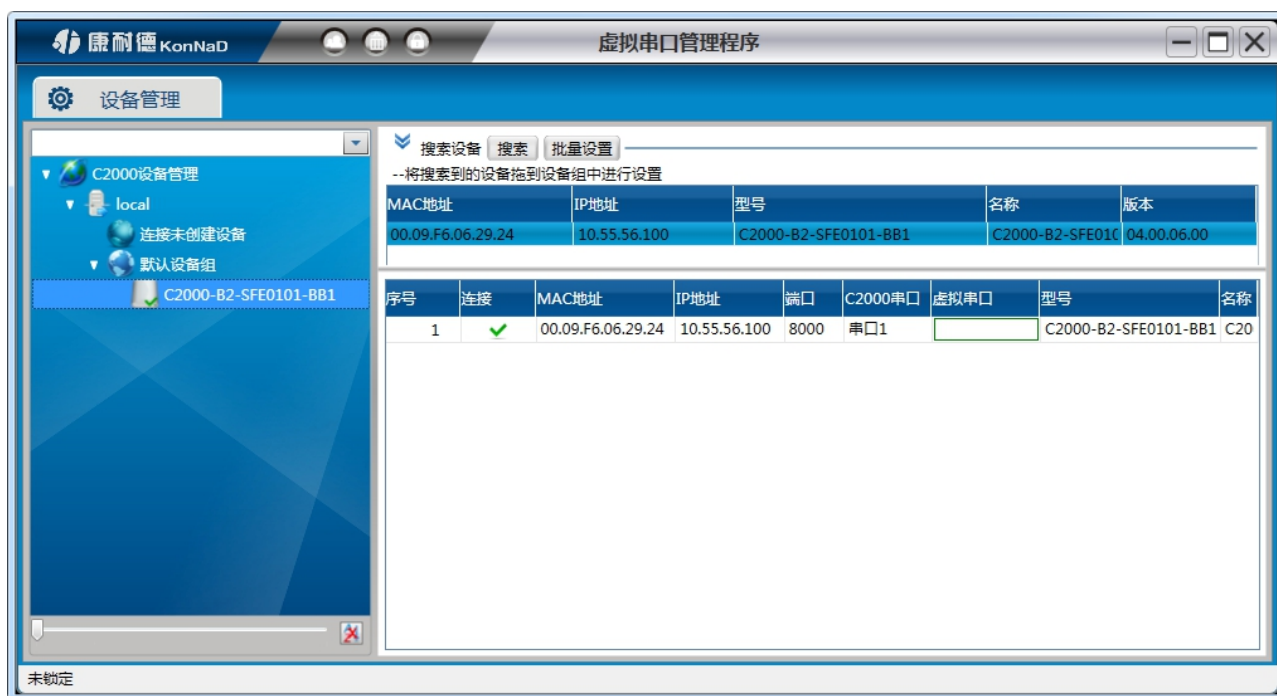 康耐德 KonNaD
虚拟串口管理程序
设备管理
C2000设备管理
local
连接未创建设备
默认设备组
C2000-B2-SFE0101-BB1
搜索设备 搜索 批量设置
--将搜索到的设备拖到设备组中进行设置
MAC地址 IP地址 型号 名称 版本
00.09.F6.06.29.24 10.55.56.100 C2000-B2-SFE0101-BB1 C2000-B2-SFE010 04.00.06.00
序号 连接 MAC地址 IP地址 端口 C2000串口 虚拟串口 型号 名称
1 00.09.F6.06.29.24 10.55.56.100 8000 串口1 C2000-B2-SFE0101-BB1 C20
未锁定